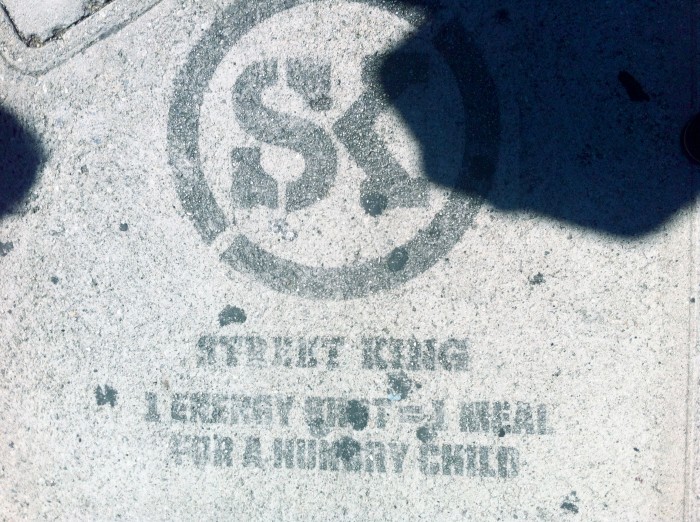 SK
STREET KING
1 ENERGY SHOT = 1 MEAL
FOR A HUNGRY CHILD